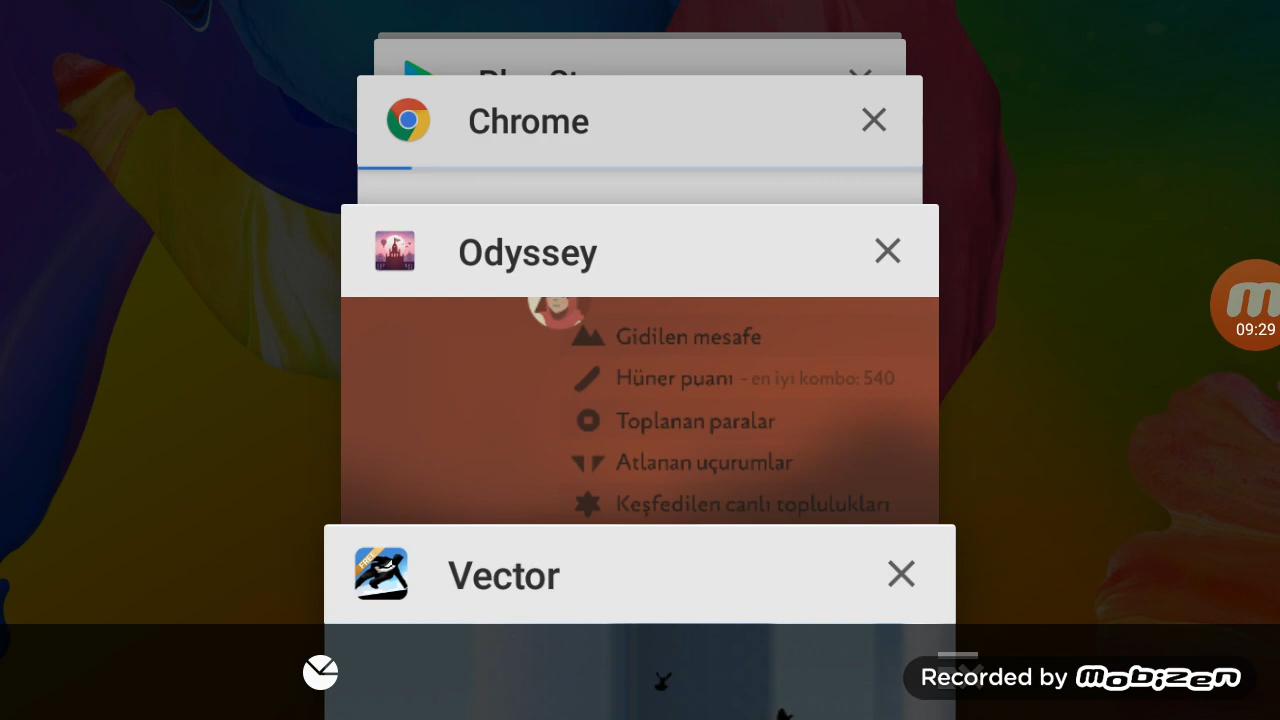 Chrome
Odyssey
Gidilen mesafe
Hüner puanı - en iyi kombo: 540
Toplanan paralar
Atlanan uçurumlar
Keşfedilen canlı toplulukları
09:29
FREE
Vector
Recorded by mobizen